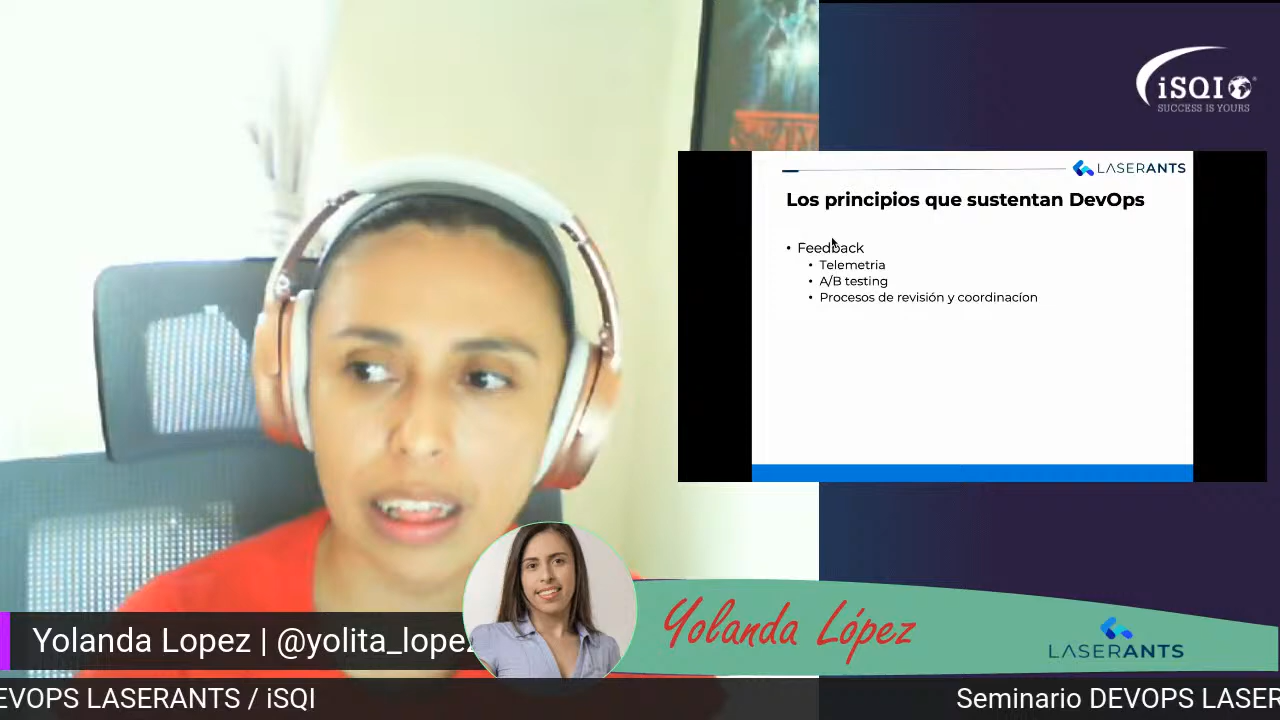 iSQI
SUCCESS IS YOURS
LASERANTS
Los principios que sustentan DevOps
• Feedback
• Telemetria
• A/B testing
• Procesos de revisión y coordinacíon
Yolanda López
Yolanda Lopez | @yolita_lopez
LASERANTS
EVOPS LASERANTS / iSQI
Seminario DEVOPS LASER